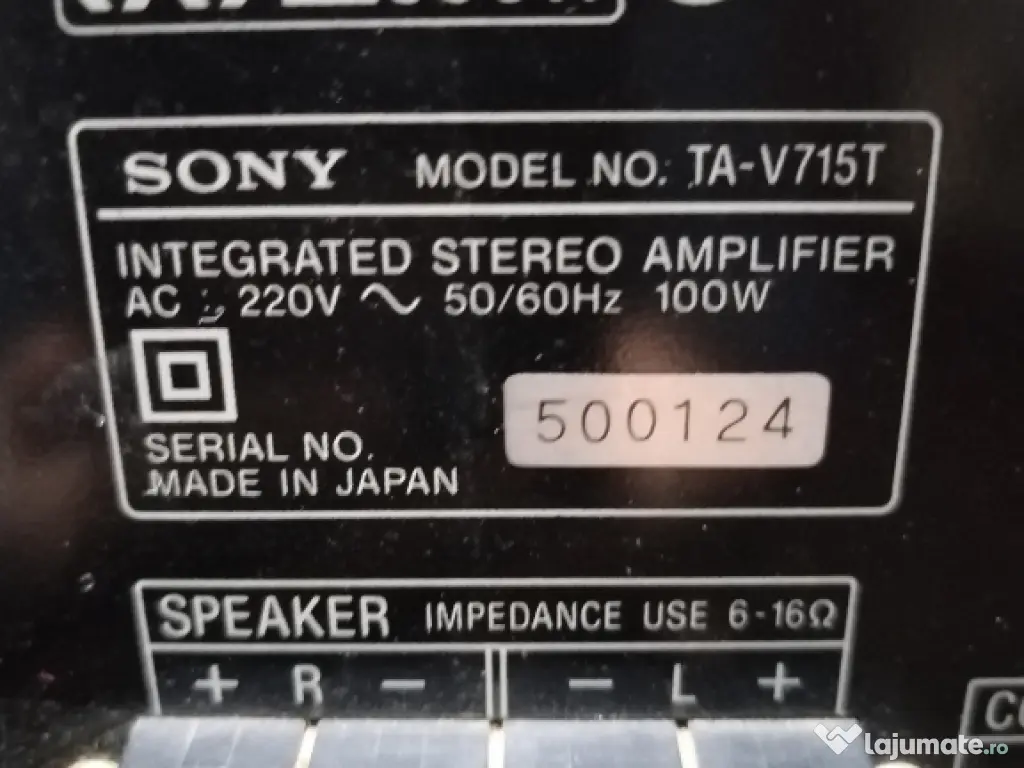 SONY MODEL NO. TA-V715T
INTEGRATED STEREO AMPLIFIER
AC : 220V ~ 50/60Hz 100W
500124
SERIAL NO.
MADE IN JAPAN
SPEAKER IMPEDANCE USE 6-16Ω
+ R − − L +
lajumate.ro